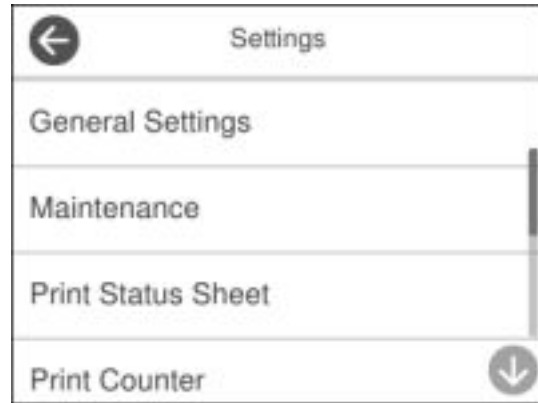 Settings
General Settings
Maintenance
Print Status Sheet
Print Counter